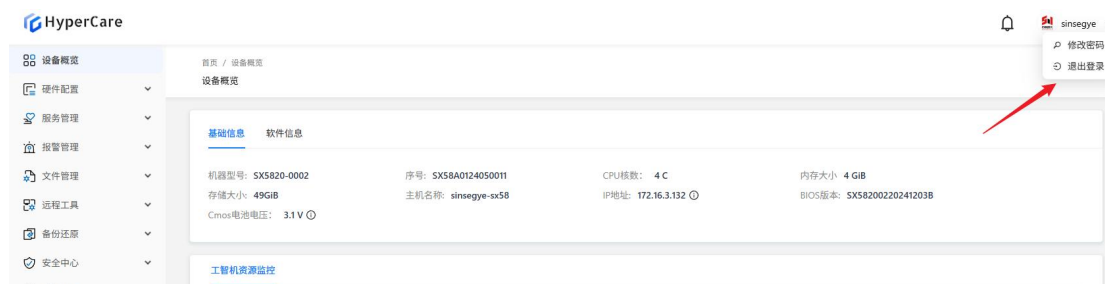 HyperCare
sinsegye
修改密码
退出登录
设备概览
硬件配置
服务管理
报警管理
文件管理
远程工具
备份还原
安全中心
首页 / 设备概览
设备概览
基础信息 软件信息
机器型号: SX5820-0002 序号: SX58A0124050011 CPU核数: 4 C 内存大小 4 GiB
存储大小: 49GiB 主机名称: sinsegye-sx58 IP地址: 172.16.3.132 BIOS版本: SX58200220241203B
Cmos电池电压: 3.1 V
工智机资源监控